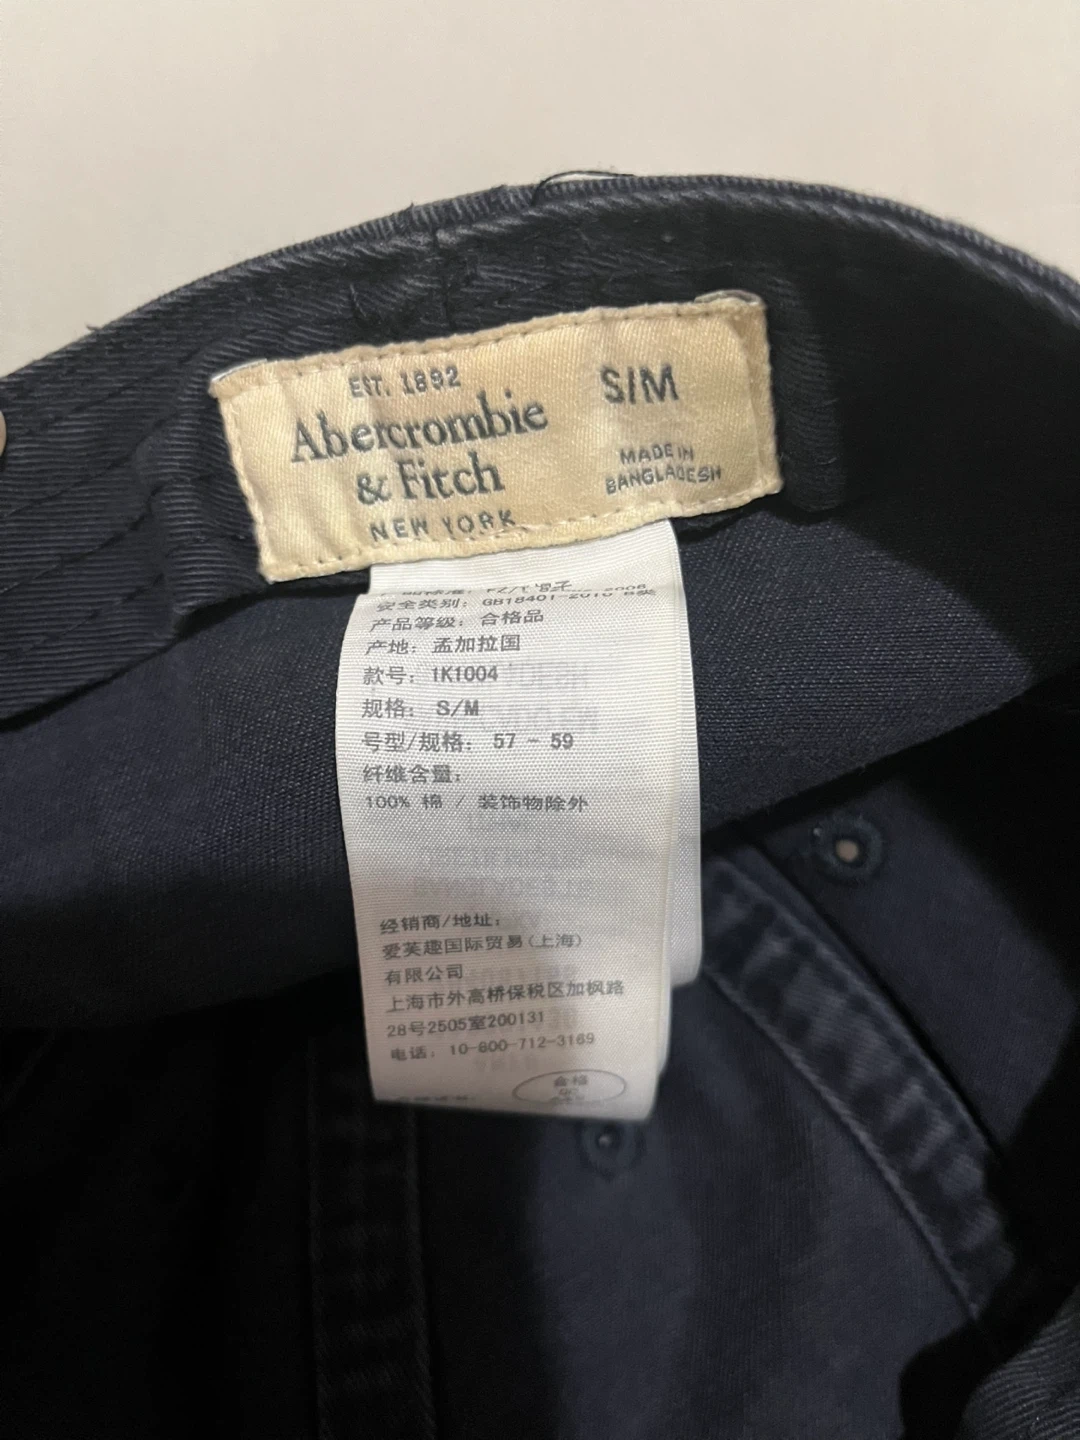 EST. 1892
Abercrombie
& Fitch
NEW YORK
S/M
MADE IN
BANGLADESH
帽子
安全类别: GB18401-2010 B类
产品等级: 合格品
产地: 孟加拉国
款号: IK1004
规格: S/M
号型/规格: 57 - 59
纤维含量:
100% 棉 / 装饰物除外
经销商/地址:
爱芙趣国际贸易(上海)
有限公司
上海市外高桥保税区加枫路
28号2505室200131
电话: 10-800-712-3169
合格
QC